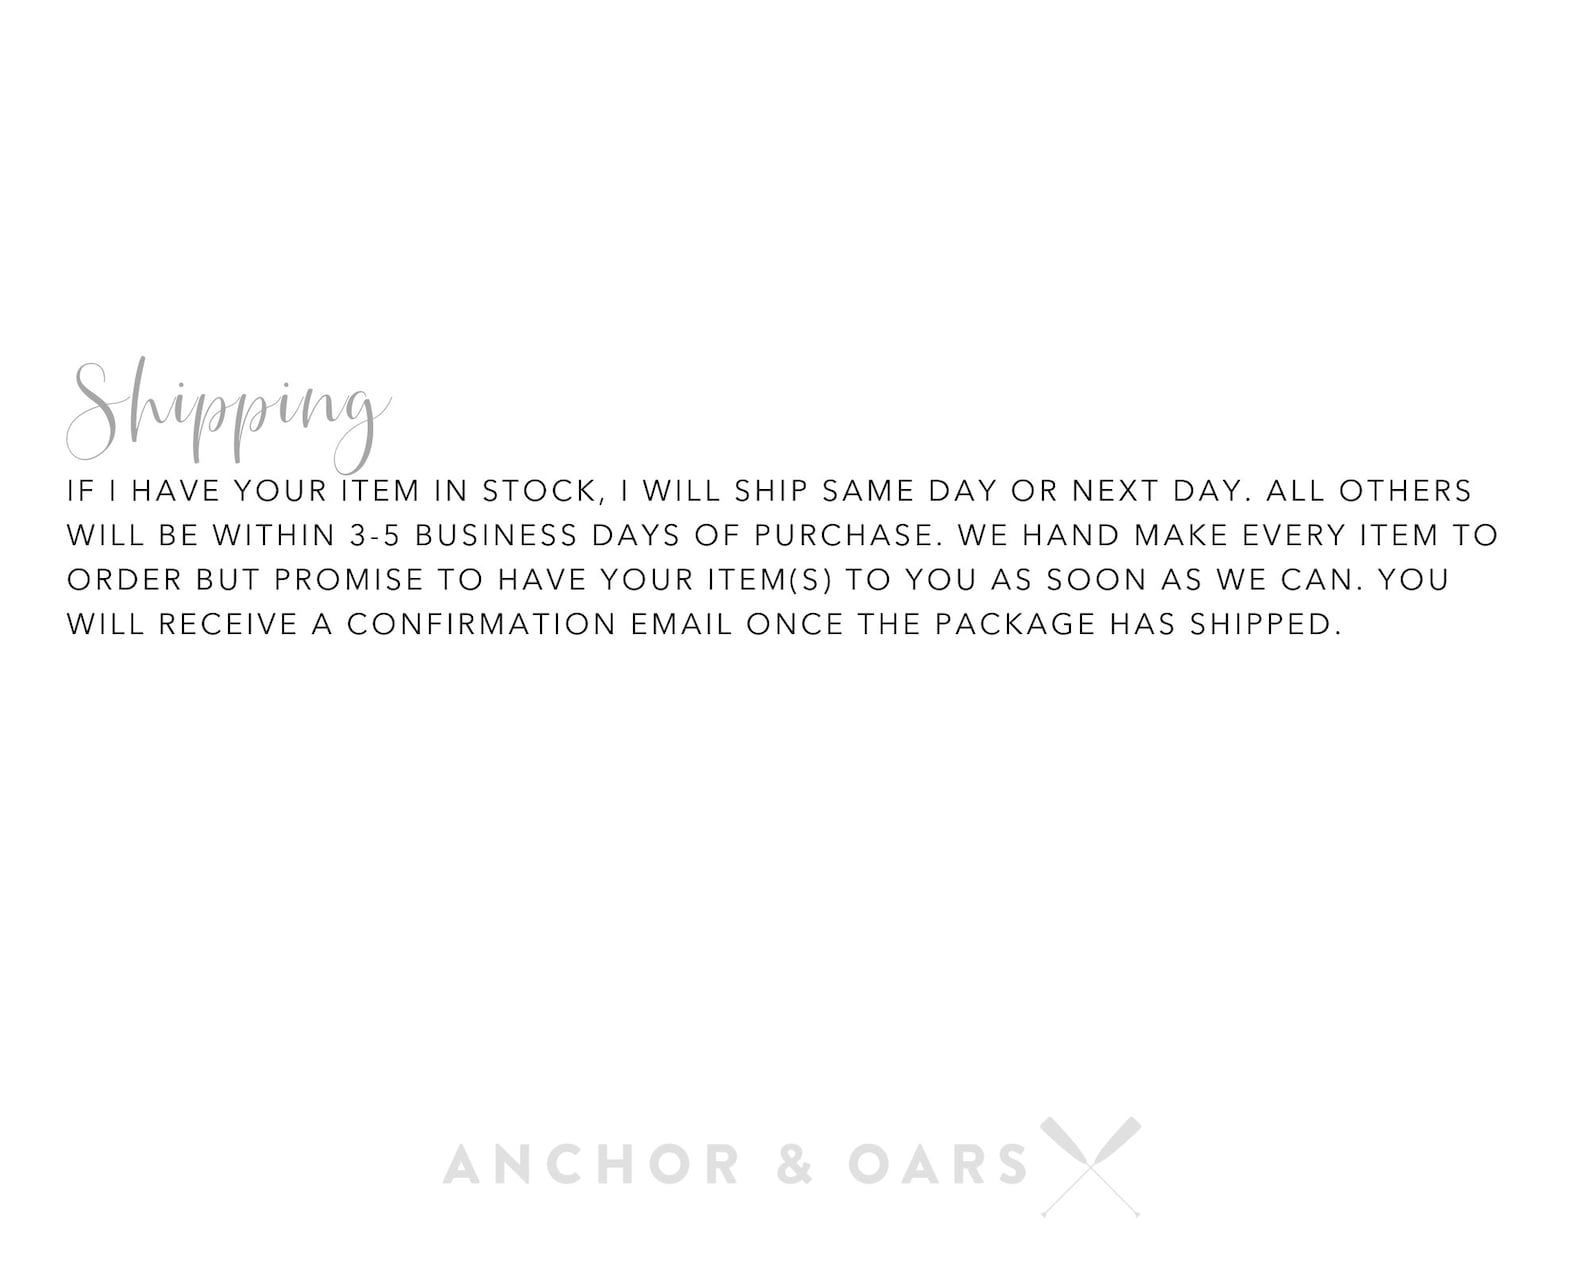 Shipping
IF I HAVE YOUR ITEM IN STOCK, I WILL SHIP SAME DAY OR NEXT DAY. ALL OTHERS
WILL BE WITHIN 3-5 BUSINESS DAYS OF PURCHASE. WE HAND MAKE EVERY ITEM TO
ORDER BUT PROMISE TO HAVE YOUR ITEM(S) TO YOU AS SOON AS WE CAN. YOU
WILL RECEIVE A CONFIRMATION EMAIL ONCE THE PACKAGE HAS SHIPPED.
ANCHOR & OARS